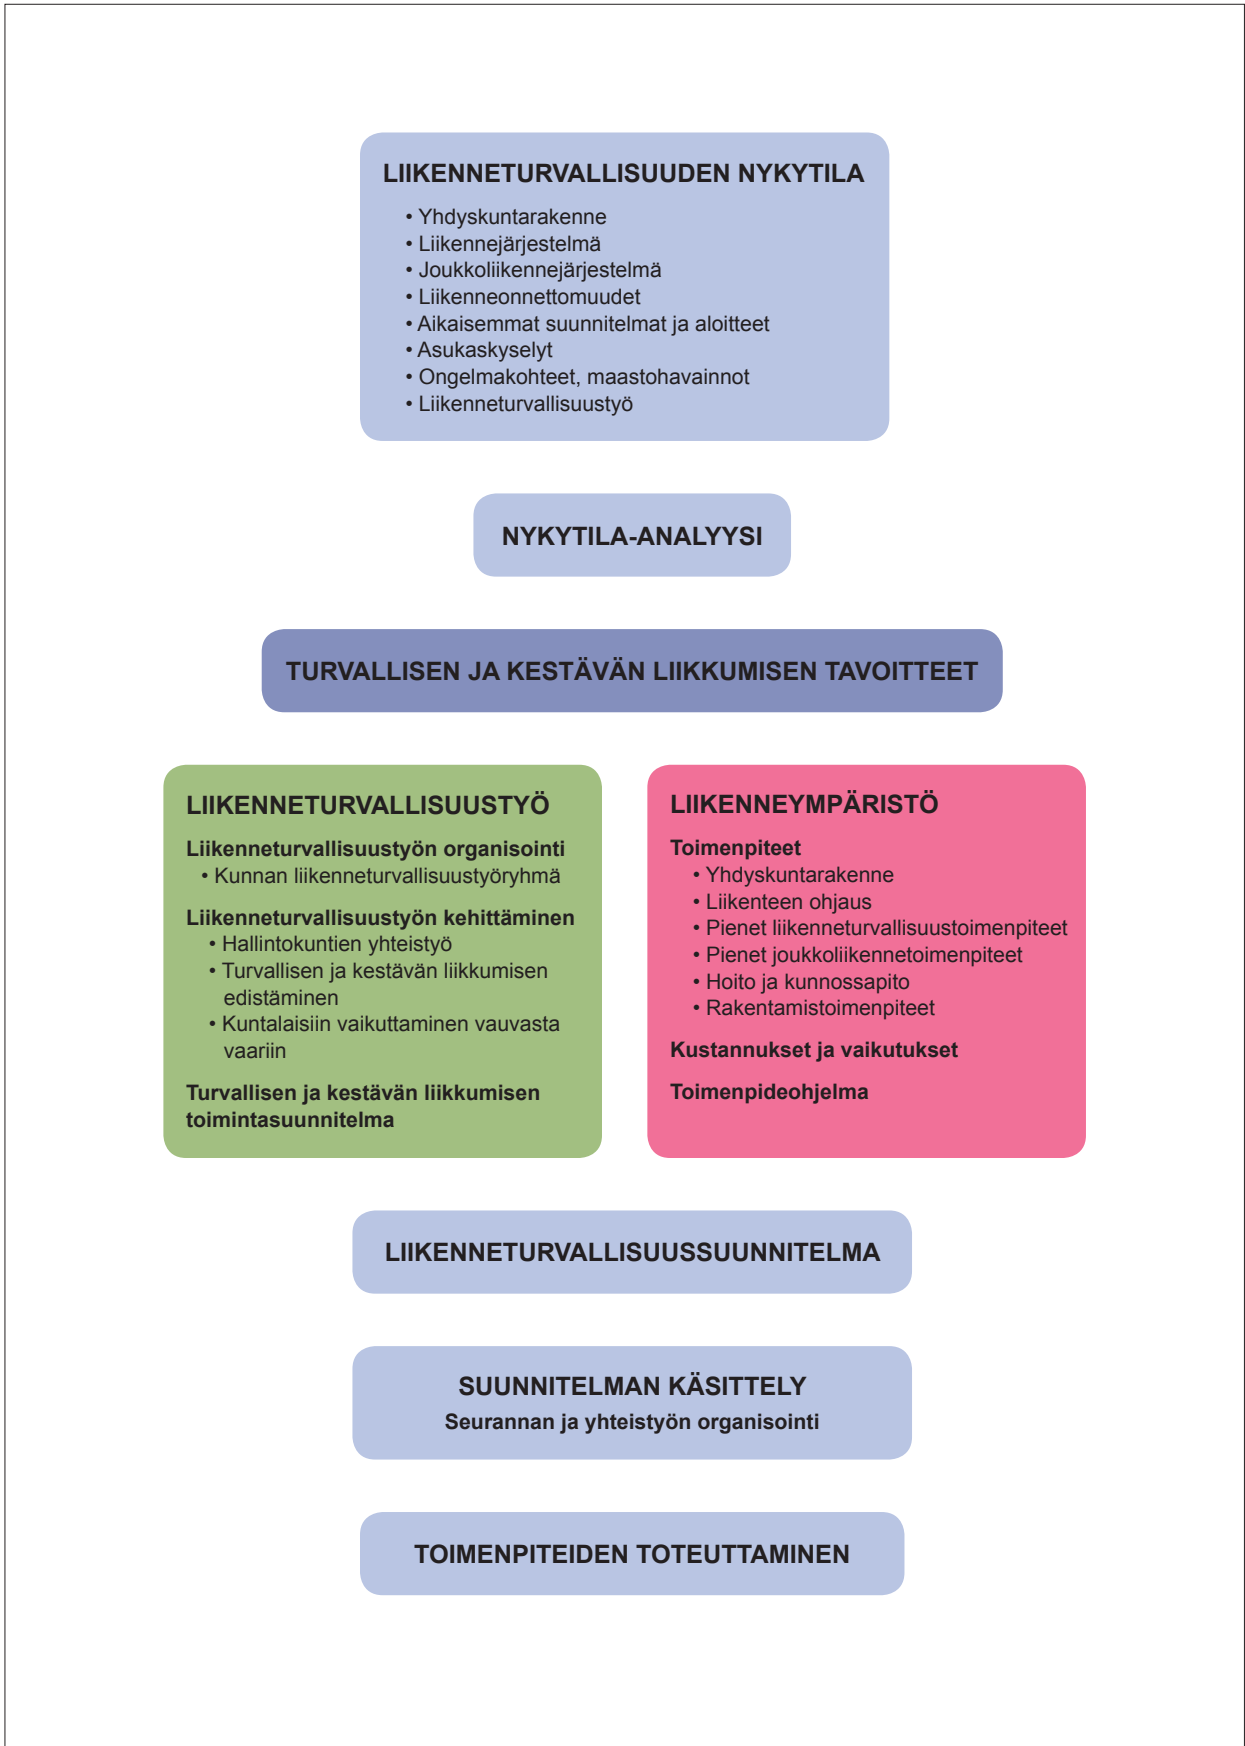 LIIKENNETURVALLISUUDEN NYKYTILA
• Yhdyskuntarakenne
• Liikennejärjestelmä
• Joukkoliikennejärjestelmä
• Liikenneonnettomuudet
• Aikaisemmat suunnitelmat ja aloitteet
• Asukaskyselyt
• Ongelmakohteet, maastohavainnot
• Liikenneturvallisuustyö
NYKYTILA-ANALYYSI
TURVALLISEN JA KESTÄVÄN LIIKKUMISEN TAVOITTEET
LIIKENNETURVALLISUUSTYÖ
Liikenneturvallisuustyön organisointi
• Kunnan liikenneturvallisuustyöryhmä
Liikenneturvallisuustyön kehittäminen
• Hallintokuntien yhteistyö
• Turvallisen ja kestävän liikkumisen
edistäminen
• Kuntalaisiin vaikuttaminen vauvasta
vaariin
Turvallisen ja kestävän liikkumisen
toimintasuunnitelma
LIIKENNEYMPÄRISTÖ
Toimenpiteet
• Yhdyskuntarakenne
• Liikenteen ohjaus
• Pienet liikenneturvallisuustoimenpiteet
• Pienet joukkoliikennetoimenpiteet
• Hoito ja kunnossapito
• Rakentamistoimenpiteet
Kustannukset ja vaikutukset
Toimenpideohjelma
LIIKENNETURVALLISUUSSUUNNITELMA
SUUNNITELMAN KÄSITTELY
Seurannan ja yhteistyön organisointi
TOIMENPITEIDEN TOTEUTTAMINEN